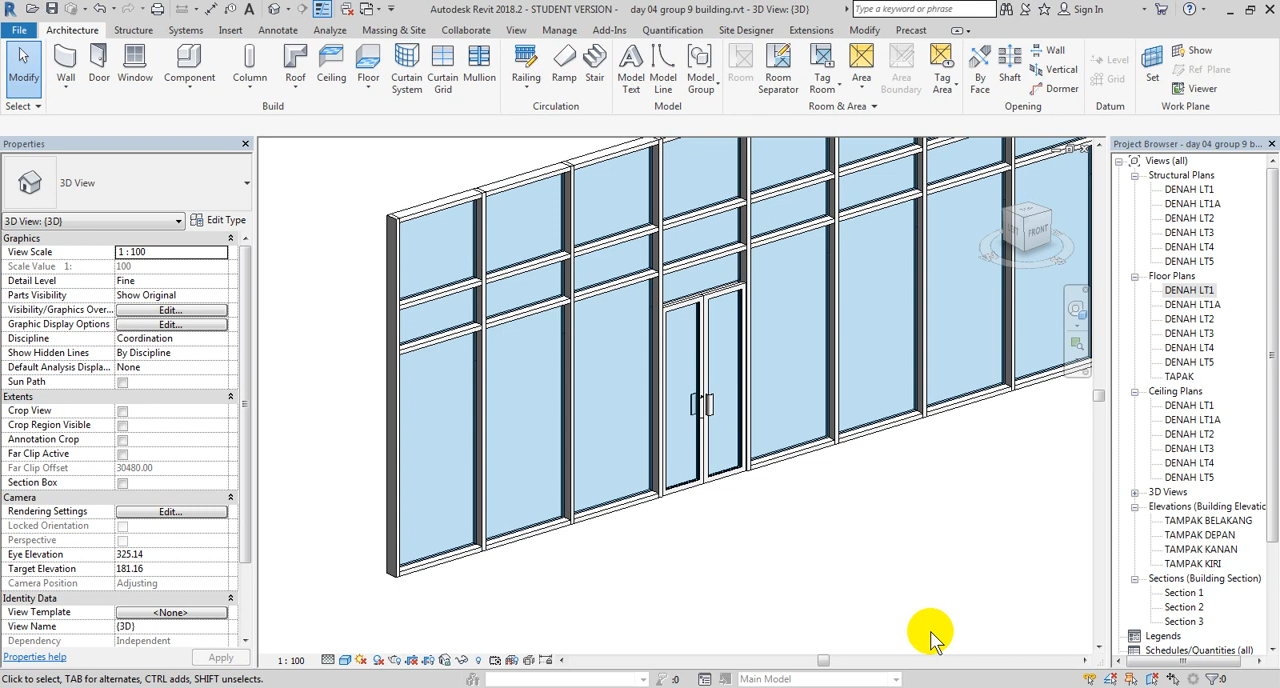 Autodesk Revit 2018.2 - STUDENT VERSION - day 04 group 9 building.rvt - 3D View: {3D}
Type a keyword or phrase
Sign In
File Architecture Structure Systems Insert Annotate Analyze Massing & Site Collaborate View Manage Add-Ins Quantification Site Designer Extensions Modify Precast
Modify
Wall
Door
Window
Component
Column
Roof
Ceiling
Floor
Curtain System
Curtain Grid
Mullion
Railing
Ramp
Stair
Model Text
Model Line
Model Group
Room
Room Separator
Tag Room
Area
Area Boundary
Tag Area
By Face
Shaft
Wall
Vertical
Dormer
Level
Grid
Set
Show
Ref Plane
Viewer
Select
Build
Circulation
Model
Room & Area
Opening
Datum
Work Plane
Properties
3D View
3D View: {3D}
Edit Type
Graphics
View Scale 1 : 100
Scale Value 1: 100
Detail Level Fine
Parts Visibility Show Original
Visibility/Graphics Over... Edit...
Graphic Display Options Edit...
Discipline Coordination
Show Hidden Lines By Discipline
Default Analysis Displa... None
Sun Path
Extents
Crop View
Crop Region Visible
Annotation Crop
Far Clip Active
Far Clip Offset 30480.00
Section Box
Camera
Rendering Settings Edit...
Locked Orientation
Perspective
Eye Elevation 325.14
Target Elevation 181.16
Camera Position Adjusting
Identity Data
View Template <None>
View Name {3D}
Dependency Independent
Properties help
Apply
LEFT
FRONT
Project Browser - day 04 group 9 b...
Views (all)
Structural Plans
DENAH LT1
DENAH LT1A
DENAH LT2
DENAH LT3
DENAH LT4
DENAH LT5
Floor Plans
DENAH LT1
DENAH LT1A
DENAH LT2
DENAH LT3
DENAH LT4
DENAH LT5
TAPAK
Ceiling Plans
DENAH LT1
DENAH LT1A
DENAH LT2
DENAH LT3
DENAH LT4
DENAH LT5
3D Views
Elevations (Building Elevatic
TAMPAK BELAKANG
TAMPAK DEPAN
TAMPAK KANAN
TAMPAK KIRI
Sections (Building Section)
Section 1
Section 2
Section 3
Legends
Schedules/Quantities (all)
1 : 100
Click to select, TAB for alternates, CTRL adds, SHIFT unselects.
:0
Main Model
:0